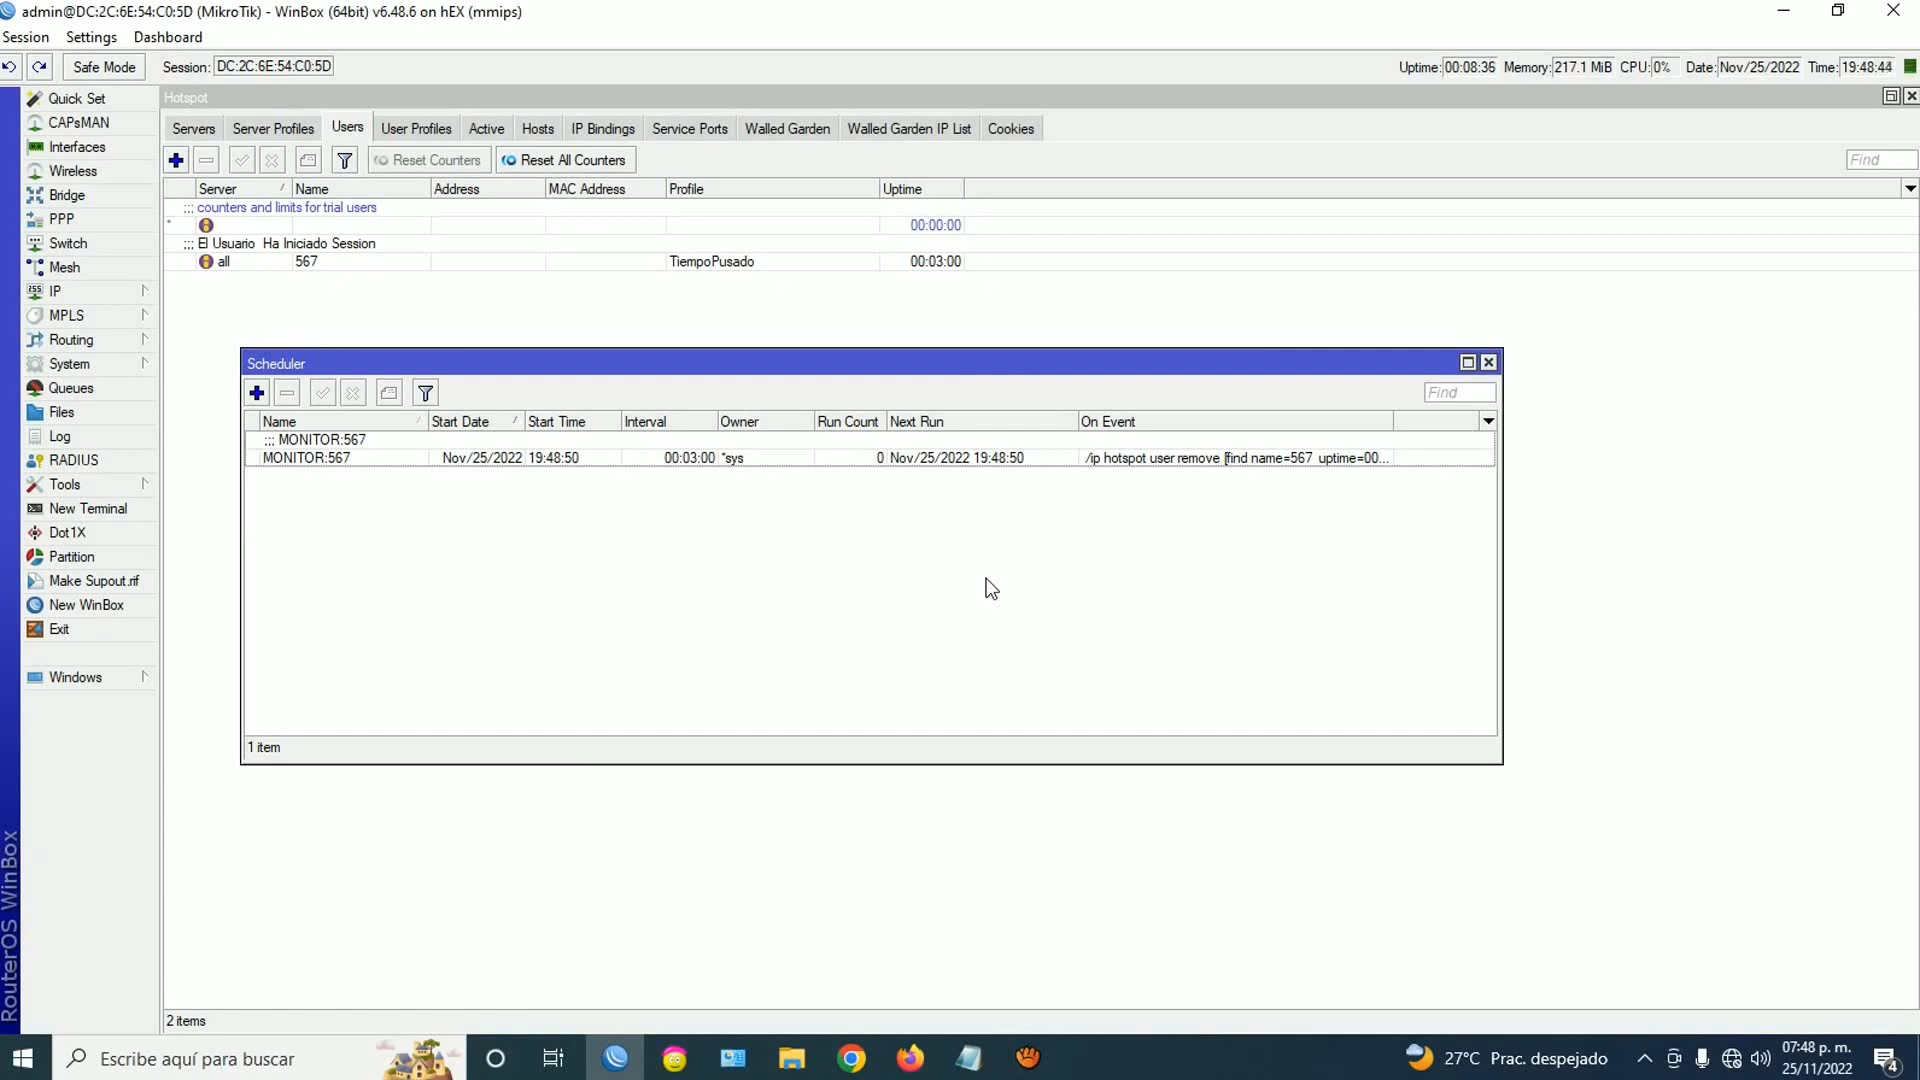 admin@DC:2C:6E:54:C0:5D (MikroTik) - WinBox (64bit) v6.48.6 on hEX (mmips)
Session Settings Dashboard
Safe Mode Session: DC:2C:6E:54:C0:5D Uptime: 00:08:36 Memory: 217.1 MiB CPU: 0% Date: Nov/25/2022 Time: 19:48:44
Quick Set
CAPsMAN
Interfaces
Wireless
Bridge
PPP
Switch
Mesh
IP
MPLS
Routing
System
Queues
Files
Log
RADIUS
Tools
New Terminal
Dot1X
Partition
Make Supout.rif
New WinBox
Exit
Windows
RouterOS WinBox
Hotspot
Servers Server Profiles Users User Profiles Active Hosts IP Bindings Service Ports Walled Garden Walled Garden IP List Cookies
Reset Counters Reset All Counters Find
Server Name Address MAC Address Profile Uptime
;;; counters and limits for trial users
* 00:00:00
;;; El Usuario Ha Iniciado Session
all 567 TiempoPusado 00:03:00
Scheduler
Find
Name Start Date Start Time Interval Owner Run Count Next Run On Event
;;; MONITOR:567
MONITOR:567 Nov/25/2022 19:48:50 00:03:00 *sys 0 Nov/25/2022 19:48:50 /ip hotspot user remove [find name=567 uptime=00...
1 item
2 items
Escribe aquí para buscar 27°C Prac. despejado 07:48 p. m.
25/11/2022 4